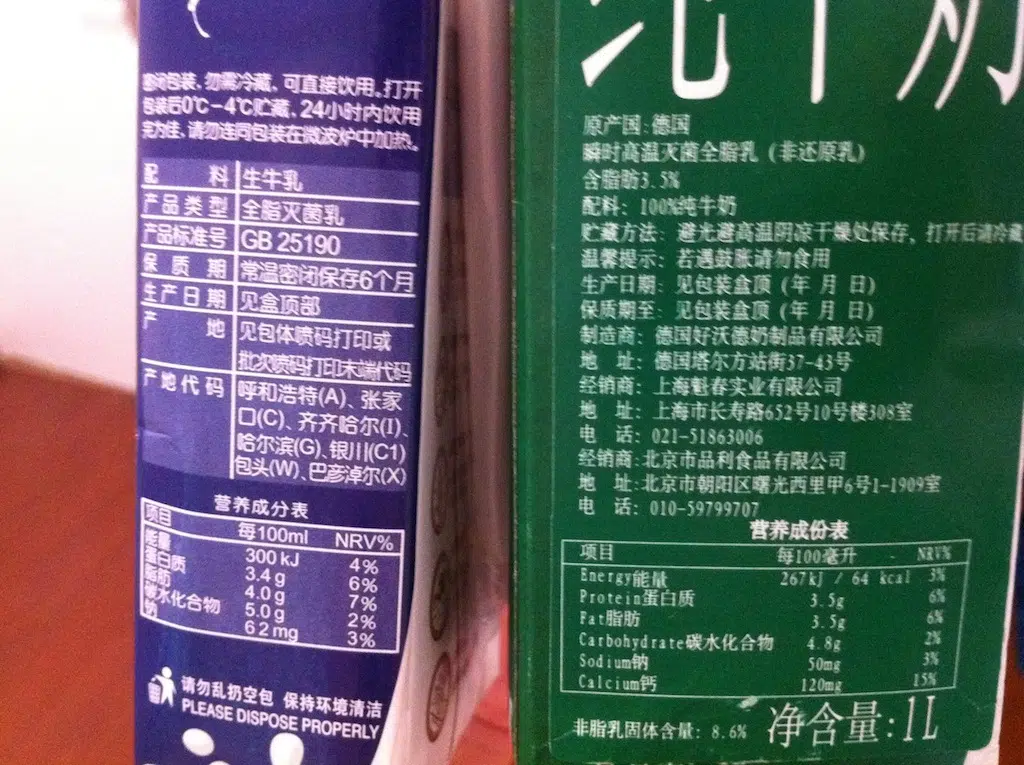 密闭包装、勿需冷藏、可直接饮用。打开
包装后0℃-4℃贮藏，24小时内饮用
完为佳，请勿连同包装在微波炉中加热。
配 料 生牛乳
产品类型 全脂灭菌乳
产品标准号 GB 25190
保 质 期 常温密闭保存6个月
生产日期 见盒顶部
产 地 见包体喷码打印或
批次喷码打印末端代码
产地代码 呼和浩特(A)、张家
口(C)、齐齐哈尔(I)、
哈尔滨(G)、银川(C1)
包头(W)、巴彦淖尔(X)
营养成分表
项目 每100ml NRV%
能量 300 kJ 4%
蛋白质 3.4 g 6%
脂肪 4.0 g 7%
碳水化合物 5.0 g 2%
钠 62 mg 3%
请勿乱扔空包 保持环境清洁
PLEASE DISPOSE PROPERLY
纯牛奶
原产国：德国
瞬时高温灭菌全脂乳（非还原乳）
含脂肪3.5%
配料：100%纯牛奶
贮藏方法：避光避高温阴凉干燥处保存，打开后请冷藏
温馨提示：若遇鼓胀请勿食用
生产日期：见包装盒顶（年 月 日）
保质期至：见包装盒顶（年 月 日）
制造商：德国好沃德奶制品有限公司
地 址：德国塔尔方站街37-43号
经销商：上海魁春实业有限公司
地 址：上海市长寿路652号10号楼308室
电 话：021-51863006
经销商：北京市品利食品有限公司
地 址：北京市朝阳区曙光西里甲6号1-1909室
电 话：010-59799707
营养成份表
项目 每100毫升 - NRV%
Energy能量 267kj / 64 kcal 3%
Protein蛋白质 3.5g 6%
Fat脂肪 3.5g 6%
Carbohydrate碳水化合物 4.8g 2%
Sodium钠 50mg 3%
Calcium钙 120mg 15%
非脂乳固体含量：8.6% 净含量：1L